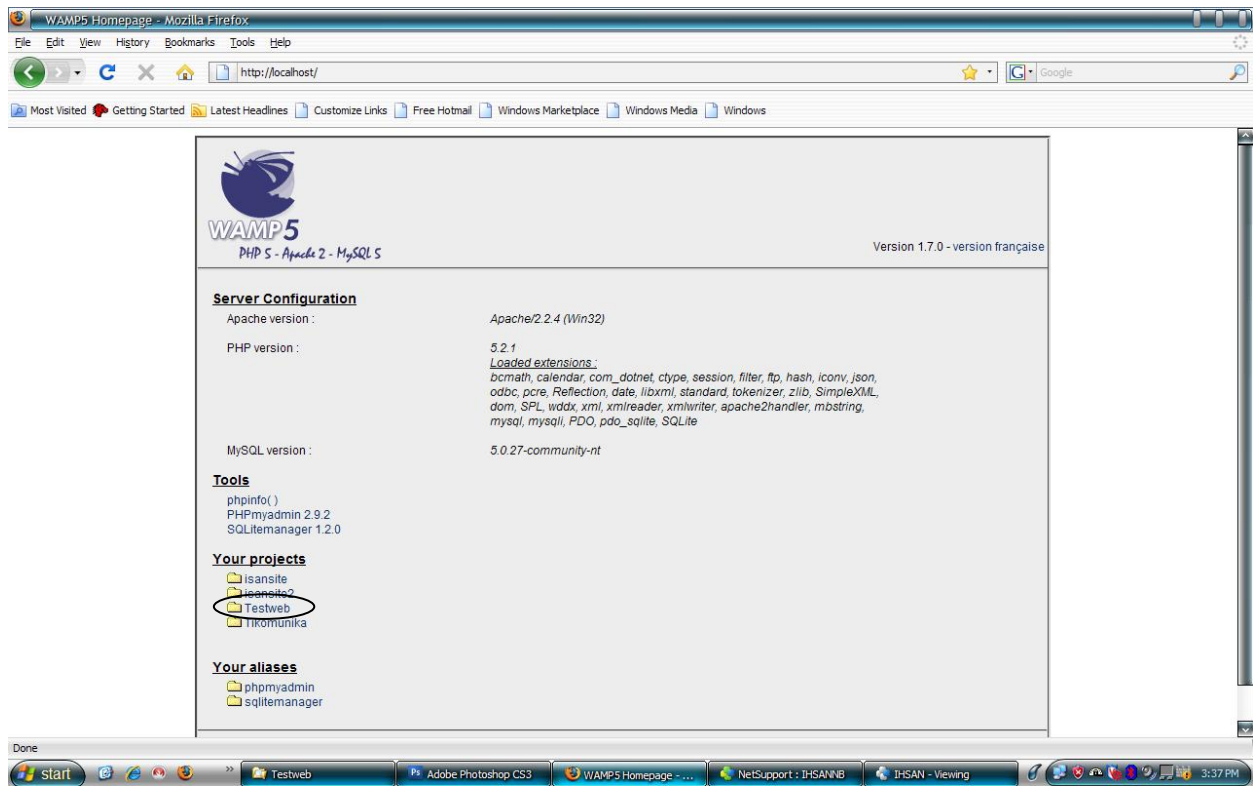 WAMP5 Homepage - Mozilla Firefox
File Edit View History Bookmarks Tools Help
http://localhost/
Google
Most Visited Getting Started Latest Headlines Customize Links Free Hotmail Windows Marketplace Windows Media Windows
WAMP5
PHP 5 - Apache 2 - MySQL 5
Version 1.7.0 - version française
Server Configuration
Apache version : Apache/2.2.4 (Win32)
PHP version : 5.2.1
Loaded extensions :
bcmath, calendar, com_dotnet, ctype, session, filter, ftp, hash, iconv, json,
odbc, pcre, Reflection, date, libxml, standard, tokenizer, zlib, SimpleXML,
dom, SPL, wddx, xml, xmlreader, xmlwriter, apache2handler, mbstring,
mysql, mysqli, PDO, pdo_sqlite, SQLite
MySQL version : 5.0.27-community-nt
Tools
phpinfo( )
PHPmyadmin 2.9.2
SQLitemanager 1.2.0
Your projects
isansite
isansite2
Testweb
Tikomunika
Your aliases
phpmyadmin
sqlitemanager
Done
start Testweb Ps Adobe Photoshop CS3 WAMP5 Homepage - ... NetSupport : IHSANNB IHSAN - Viewing 3:37 PM